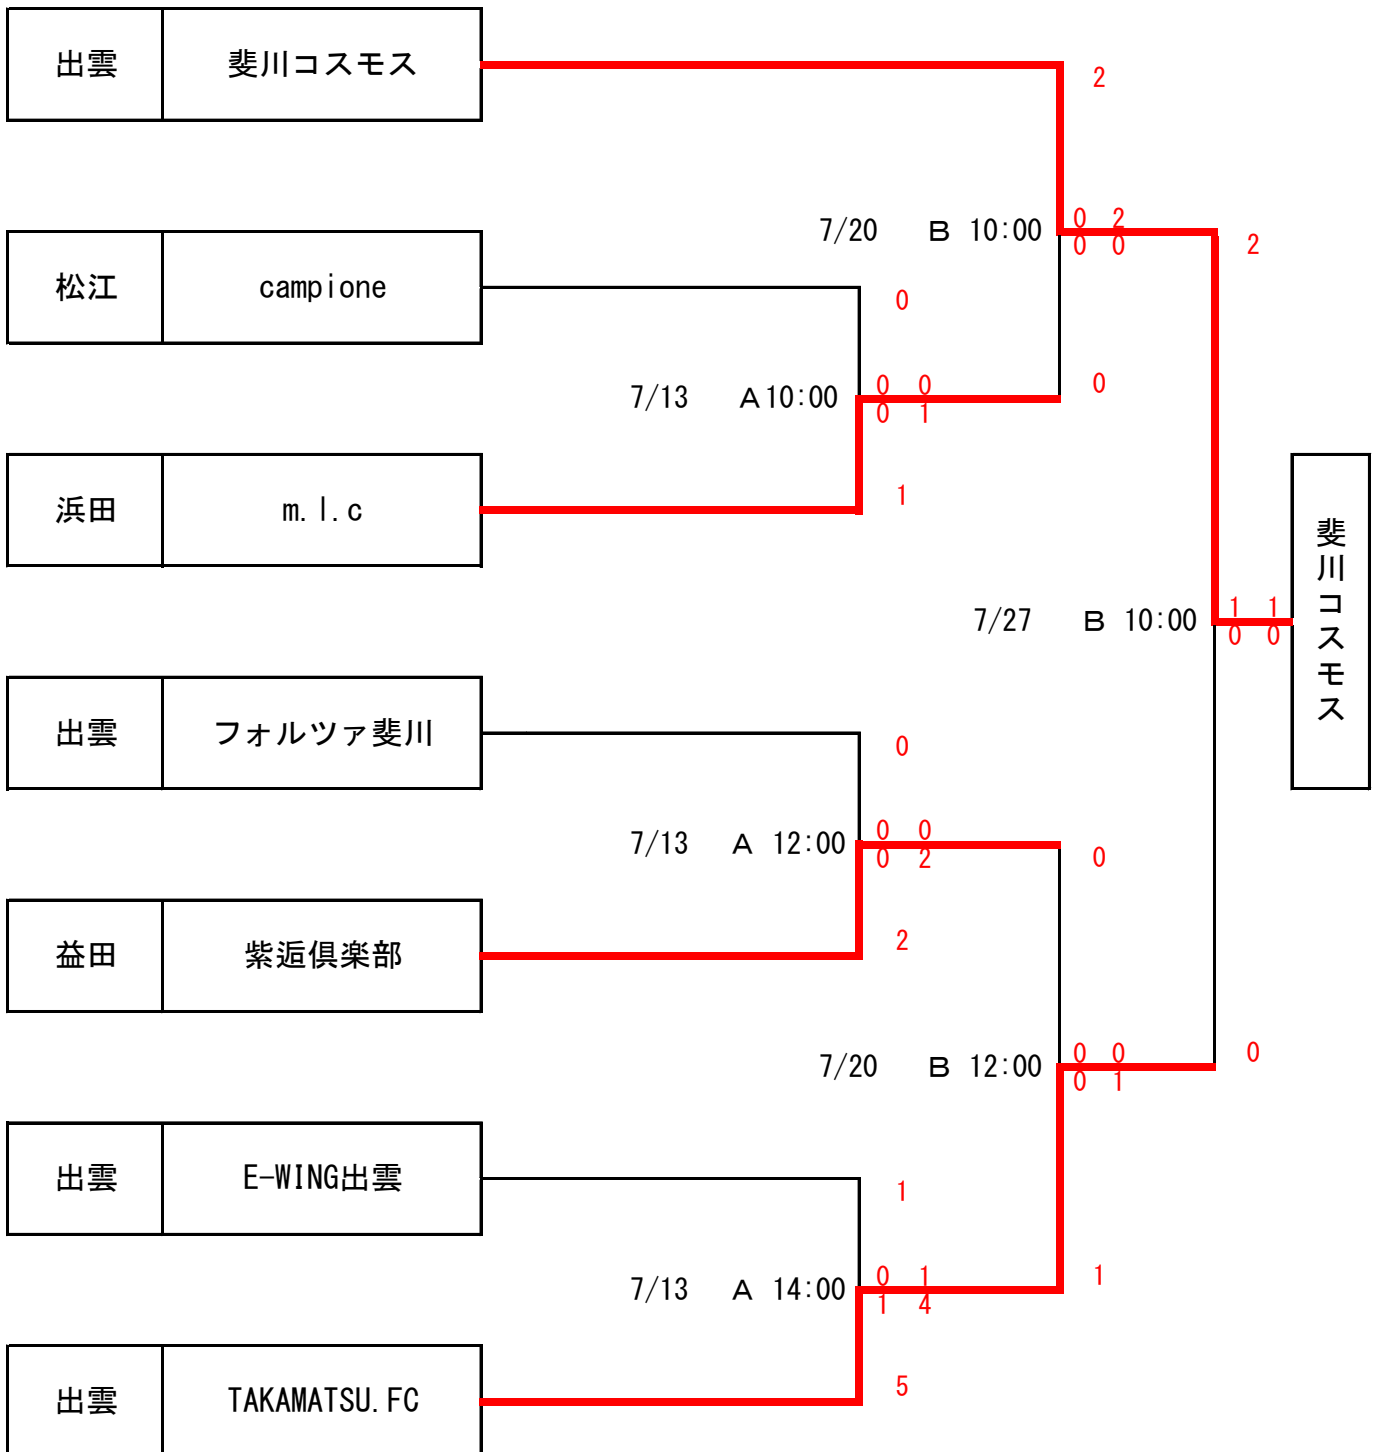 出雲 斐川コスモス
2
7/20 B 10:00
0 2
0 0
2
松江 campione
0
7/13 A10:00
0 0
0 1
0
浜田 m.l.c
1
斐川コスモス
7/27 B 10:00
1 1
0 0
出雲 フォルツァ斐川
0
7/13 A 12:00
0 0
0 2
0
益田 紫逅倶楽部
2
7/20 B 12:00
0 0
0 1
0
出雲 E-WING出雲
1
7/13 A 14:00
0 1
1 4
1
出雲 TAKAMATSU.FC
5